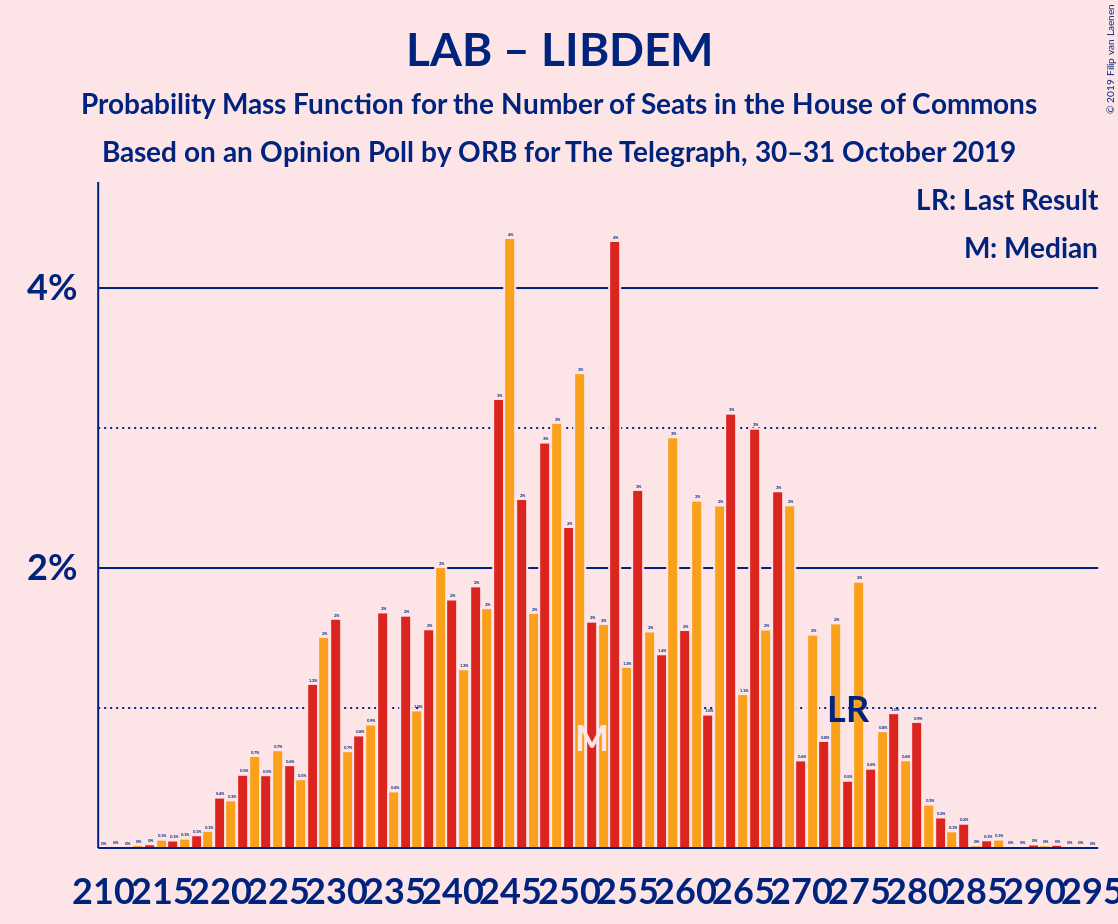 LAB – LIBDEM
Probability Mass Function for the Number of Seats in the House of Commons
Based on an Opinion Poll by ORB for The Telegraph, 30–31 October 2019
© 2019 Filip van Laenen
LR: Last Result
M: Median
4%
2%
LR
M
210 215 220 225 230 235 240 245 250 255 260 265 270 275 280 285 290 295